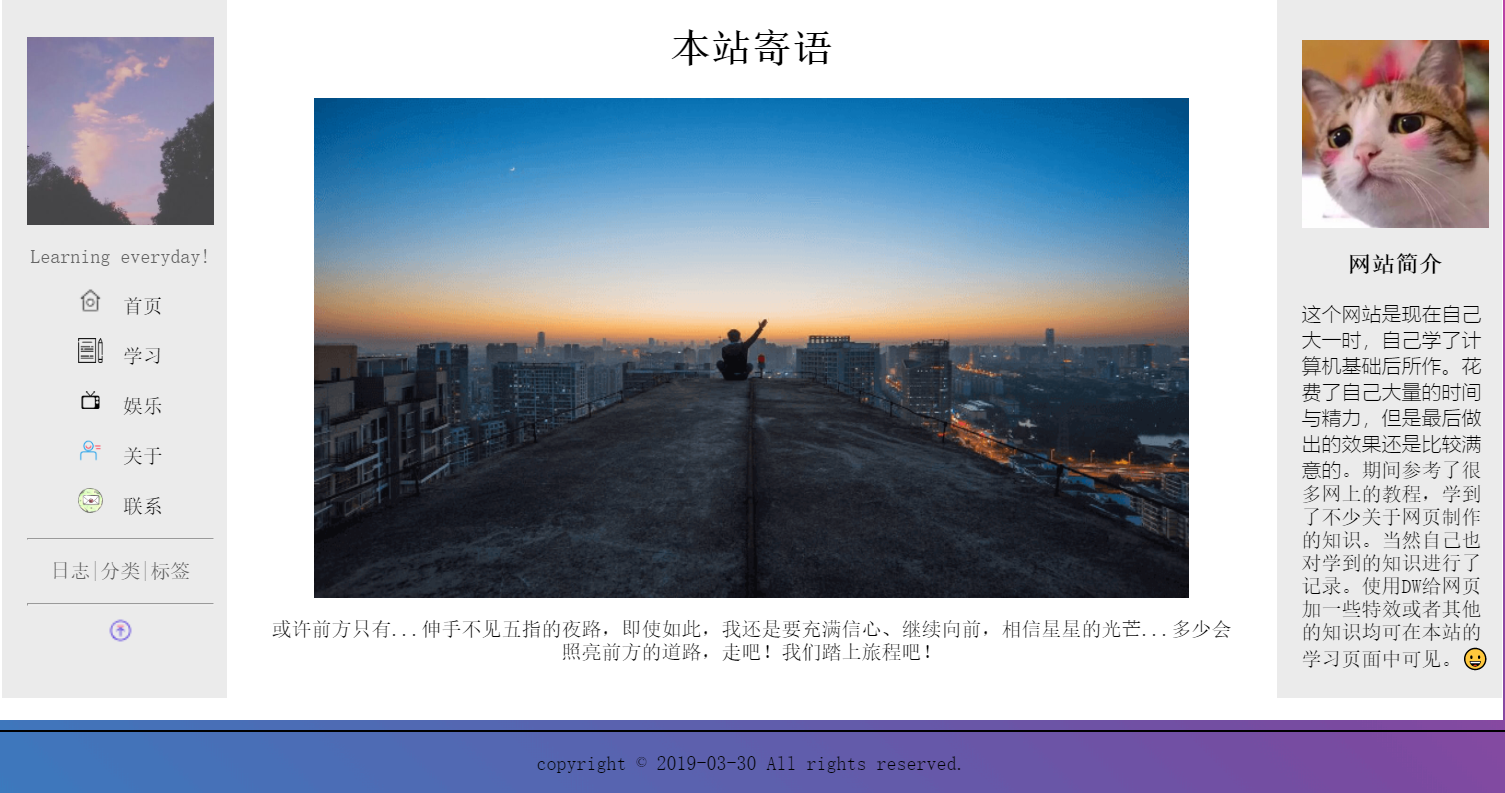 Learning everyday!
首页
学习
娱乐
关于
联系
日志|分类|标签
本站寄语
或许前方只有...伸手不见五指的夜路，即使如此，我还是要充满信心、继续向前，相信星星的光芒...多少会
照亮前方的道路，走吧！我们踏上旅程吧！
网站简介
这个网站是现在自己
大一时，自己学了计
算机基础后所作。花
费了自己大量的时间
与精力，但是最后做
出的效果还是比较满
意的。期间参考了很
多网上的教程，学到
了不少关于网页制作
的知识。当然自己也
对学到的知识进行了
记录。使用DW给网页
加一些特效或者其他
的知识均可在本站的
学习页面中可见。😀
copyright © 2019-03-30 All rights reserved.